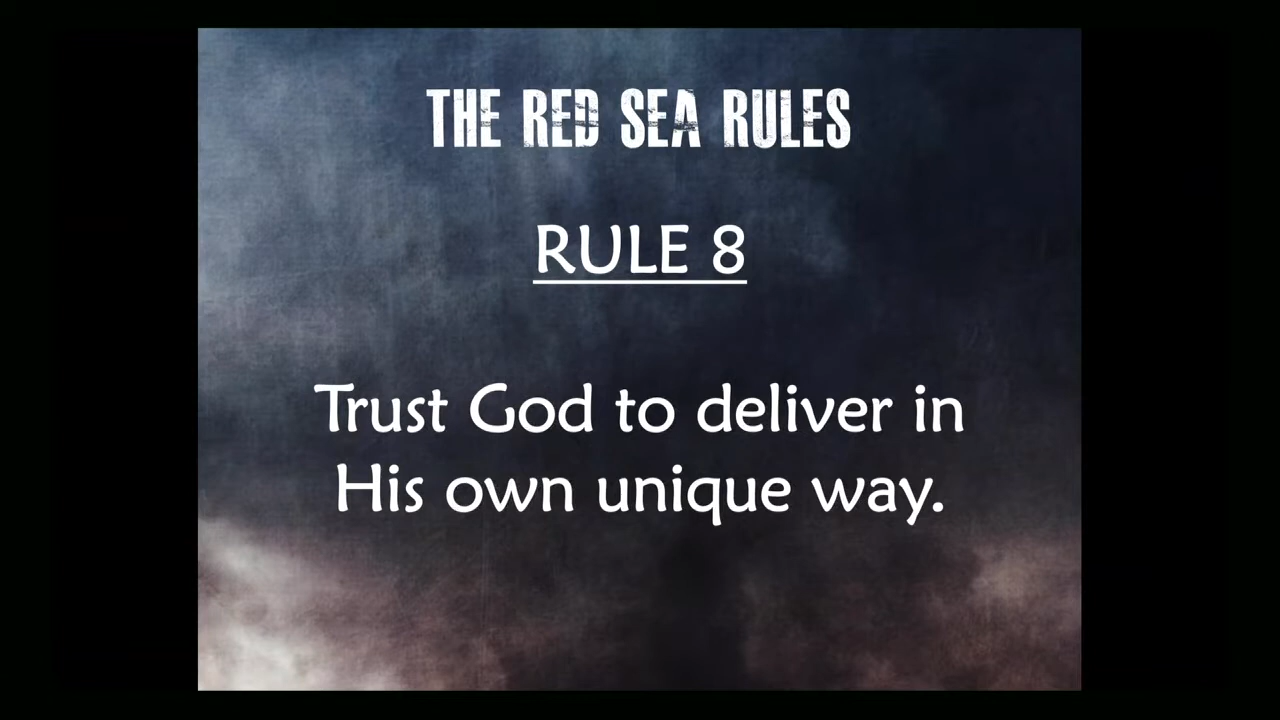 THE RED SEA RULES
RULE 8
Trust God to deliver in
His own unique way.